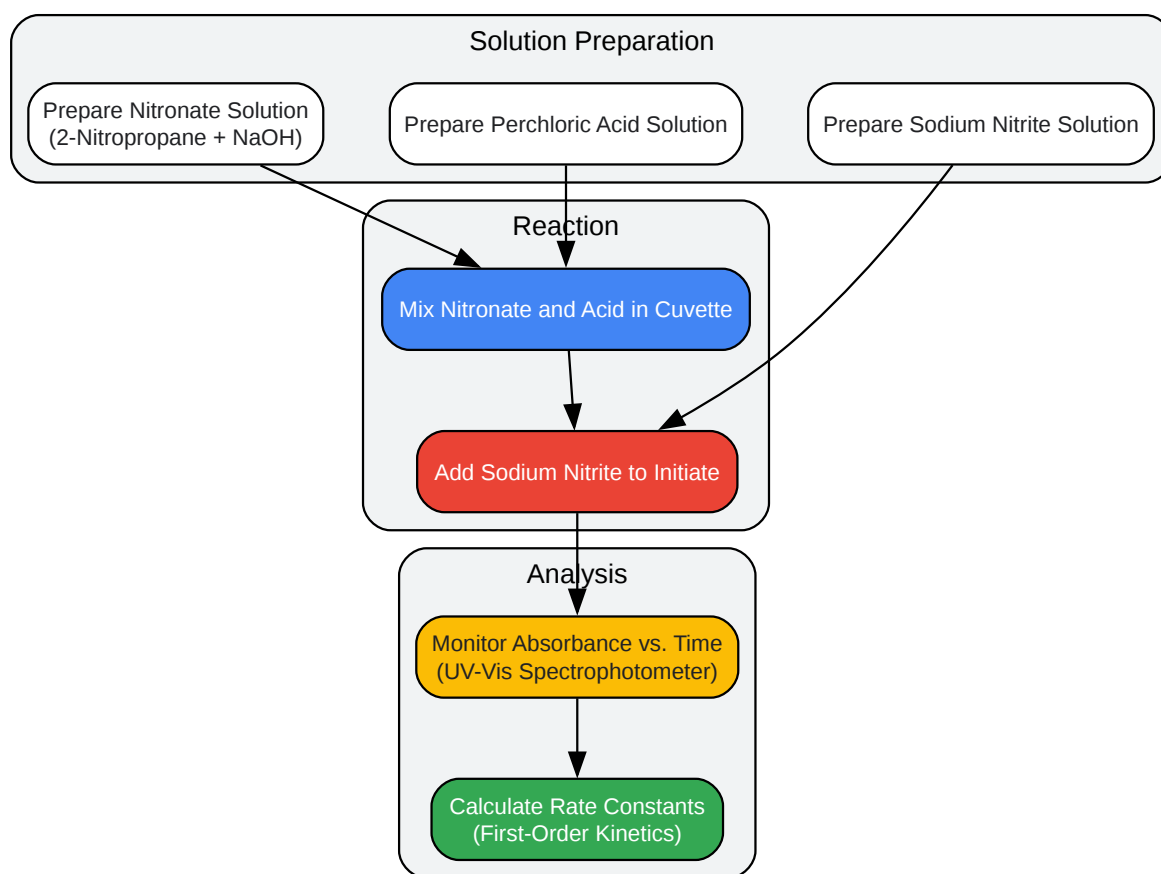 Solution Preparation
Prepare Nitronate Solution
(2-Nitropropane + NaOH)
Prepare Perchloric Acid Solution
Prepare Sodium Nitrite Solution
Reaction
Mix Nitronate and Acid in Cuvette
Add Sodium Nitrite to Initiate
Analysis
Monitor Absorbance vs. Time
(UV-Vis Spectrophotometer)
Calculate Rate Constants
(First-Order Kinetics)